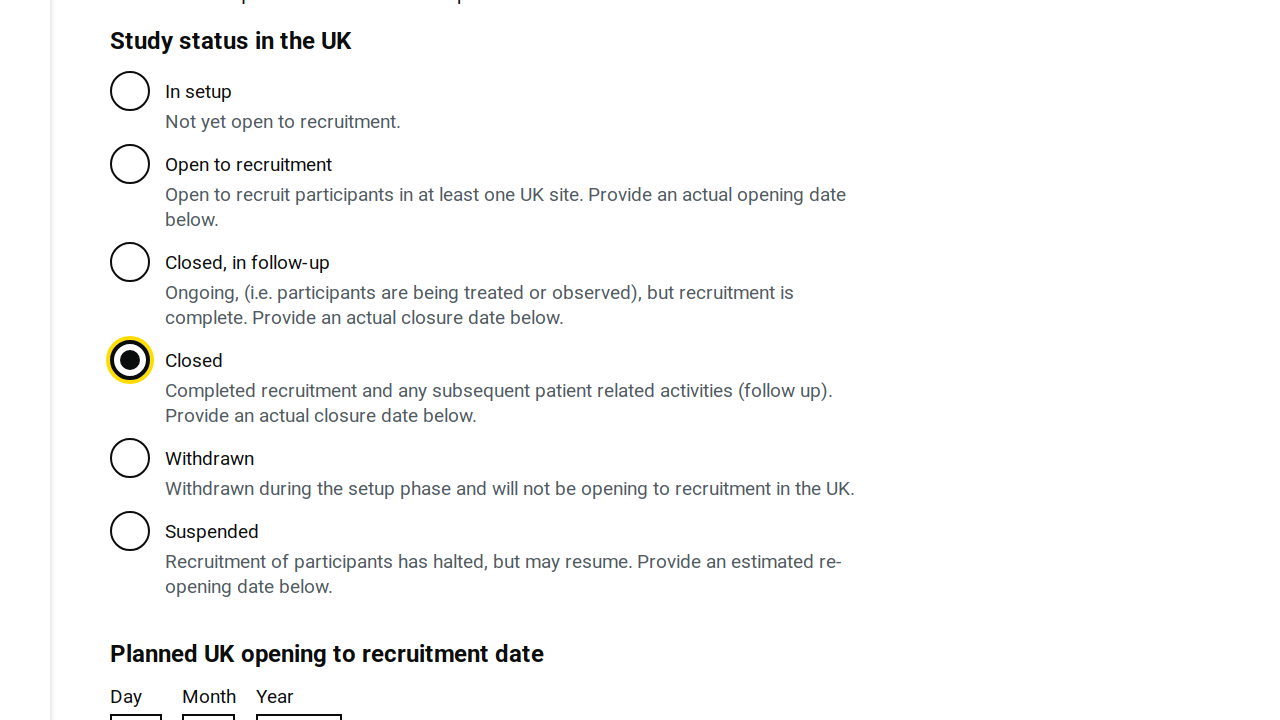 Study status in the UK
In setup
Not yet open to recruitment.
Open to recruitment
Open to recruit participants in at least one UK site. Provide an actual opening date
below.
Closed, in follow-up
Ongoing, (i.e. participants are being treated or observed), but recruitment is
complete. Provide an actual closure date below.
Closed
Completed recruitment and any subsequent patient related activities (follow up).
Provide an actual closure date below.
Withdrawn
Withdrawn during the setup phase and will not be opening to recruitment in the UK.
Suspended
Recruitment of participants has halted, but may resume. Provide an estimated re-
opening date below.
Planned UK opening to recruitment date
Day Month Year